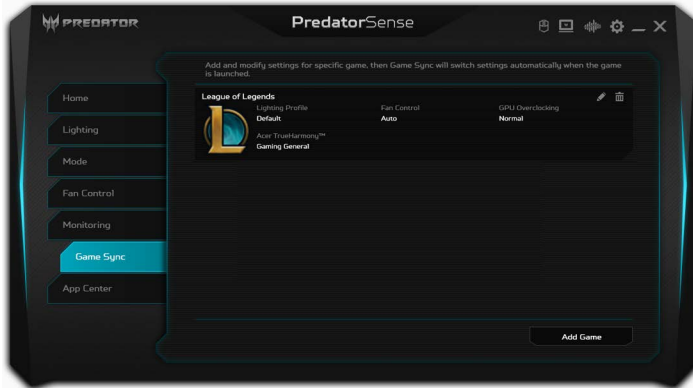 PREDATOR
PredatorSense
Add and modify settings for specific game, then Game Sync will switch settings automatically when the game
is launched.
Home
Lighting
Mode
Fan Control
Monitoring
Game Sync
App Center
League of Legends
Lighting Profile
Default
Fan Control
Auto
GPU Overclocking
Normal
Acer TrueHarmony™
Gaming General
Add Game